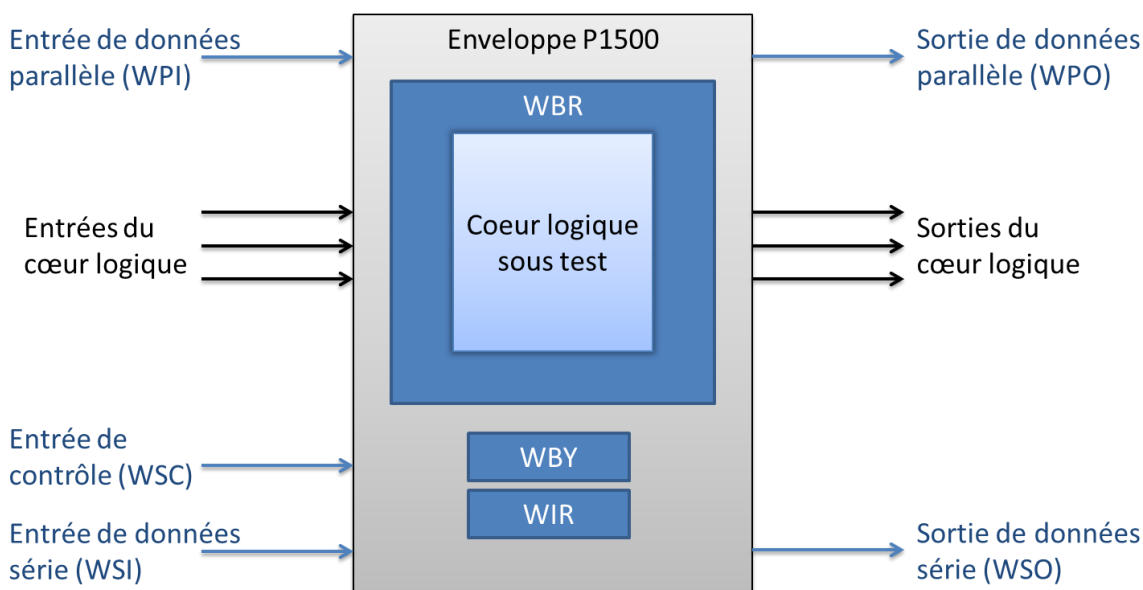 Entrée de données
parallèle (WPI)
Enveloppe P1500
Sortie de données
parallèle (WPO)
WBR
Coeur logique
sous test
Entrées du
cœur logique
Sorties du
cœur logique
Entrée de
contrôle (WSC)
WBY
WIR
Entrée de données
série (WSI)
Sortie de données
série (WSO)